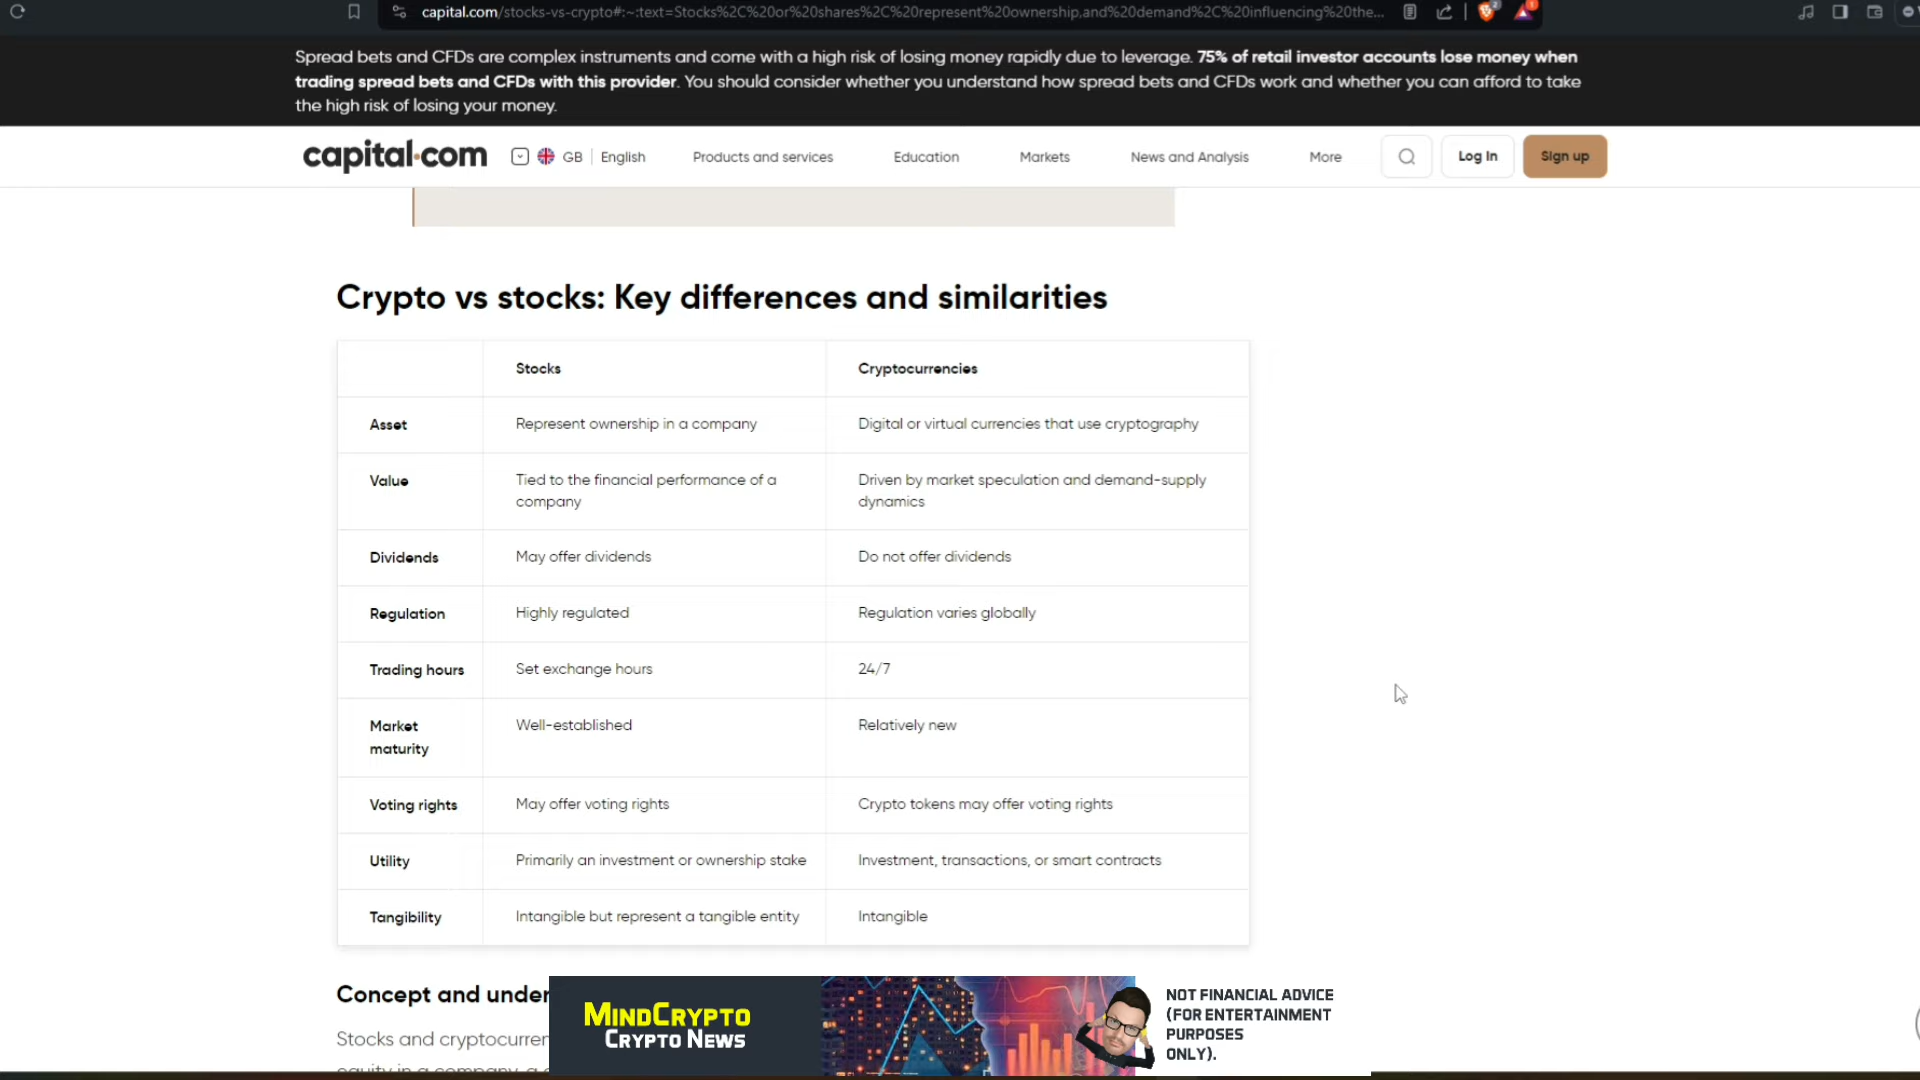 capital.com/stocks-vs-crypto#:~:text=Stocks%2C%20or%20shares%2C%20represent%20ownership,and%20demand%2C%20influencing%20the...
2
1
Spread bets and CFDs are complex instruments and come with a high risk of losing money rapidly due to leverage. 75% of retail investor accounts lose money when
trading spread bets and CFDs with this provider. You should consider whether you understand how spread bets and CFDs work and whether you can afford to take
the high risk of losing your money.
capital.com GB English Products and services Education Markets News and Analysis More Log In Sign up
Crypto vs stocks: Key differences and similarities
Stocks Cryptocurrencies
Asset Represent ownership in a company Digital or virtual currencies that use cryptography
Value Tied to the financial performance of a Driven by market speculation and demand-supply
company dynamics
Dividends May offer dividends Do not offer dividends
Regulation Highly regulated Regulation varies globally
Trading hours Set exchange hours 24/7
Market Well-established Relatively new
maturity
Voting rights May offer voting rights Crypto tokens may offer voting rights
Utility Primarily an investment or ownership stake Investment, transactions, or smart contracts
Tangibility Intangible but represent a tangible entity Intangible
Concept and under
Stocks and cryptocurren
equity in a company, a
MINDCRYPTO
CRYPTO NEWS
NOT FINANCIAL ADVICE
(FOR ENTERTAINMENT
PURPOSES
ONLY).